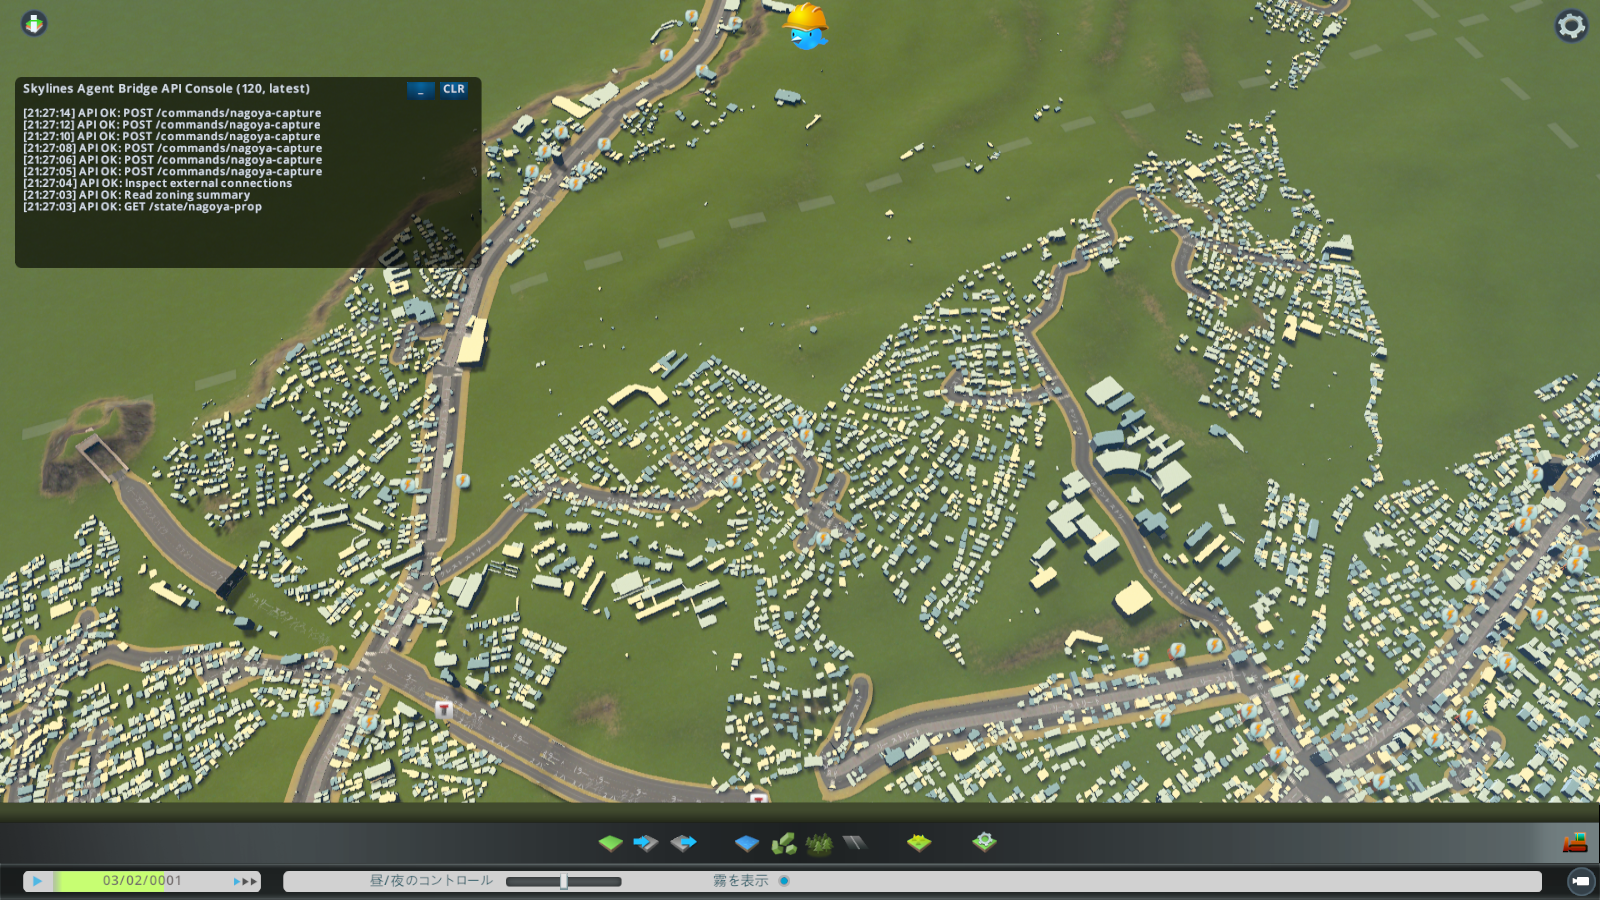 Skylines Agent Bridge API Console (120, latest)
_
CLR
[21:27:14] API OK: POST /commands/nagoya-capture
[21:27:12] API OK: POST /commands/nagoya-capture
[21:27:10] API OK: POST /commands/nagoya-capture
[21:27:08] API OK: POST /commands/nagoya-capture
[21:27:06] API OK: POST /commands/nagoya-capture
[21:27:05] API OK: POST /commands/nagoya-capture
[21:27:04] API OK: Inspect external connections
[21:27:03] API OK: Read zoning summary
[21:27:03] API OK: GET /state/nagoya-prop
03/02/0001
昼/夜のコントロール
霧を表示